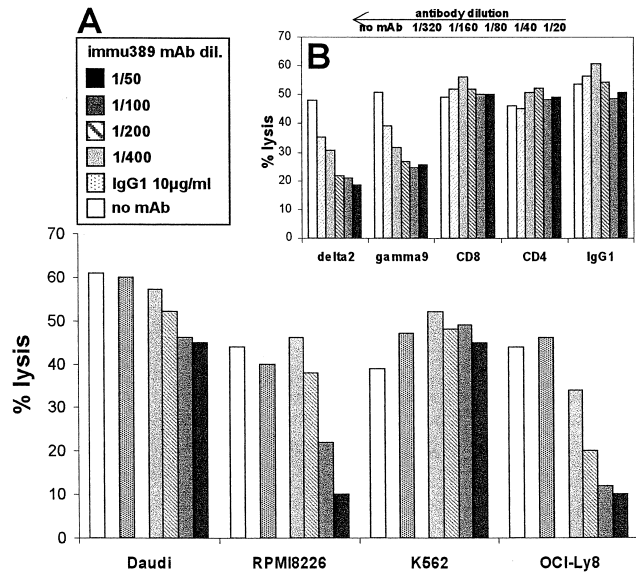 A
immu389 mAb dil.
1/50
1/100
1/200
1/400
IgG1 10µg/ml
no mAb
antibody dilution
no mAb 1/320 1/160 1/80 1/40 1/20
B
% lysis
70
60
50
40
30
20
10
0
delta2 gamma9 CD8 CD4 IgG1
% lysis
70
60
50
40
30
20
10
0
Daudi RPMI8226 K562 OCI-Ly8